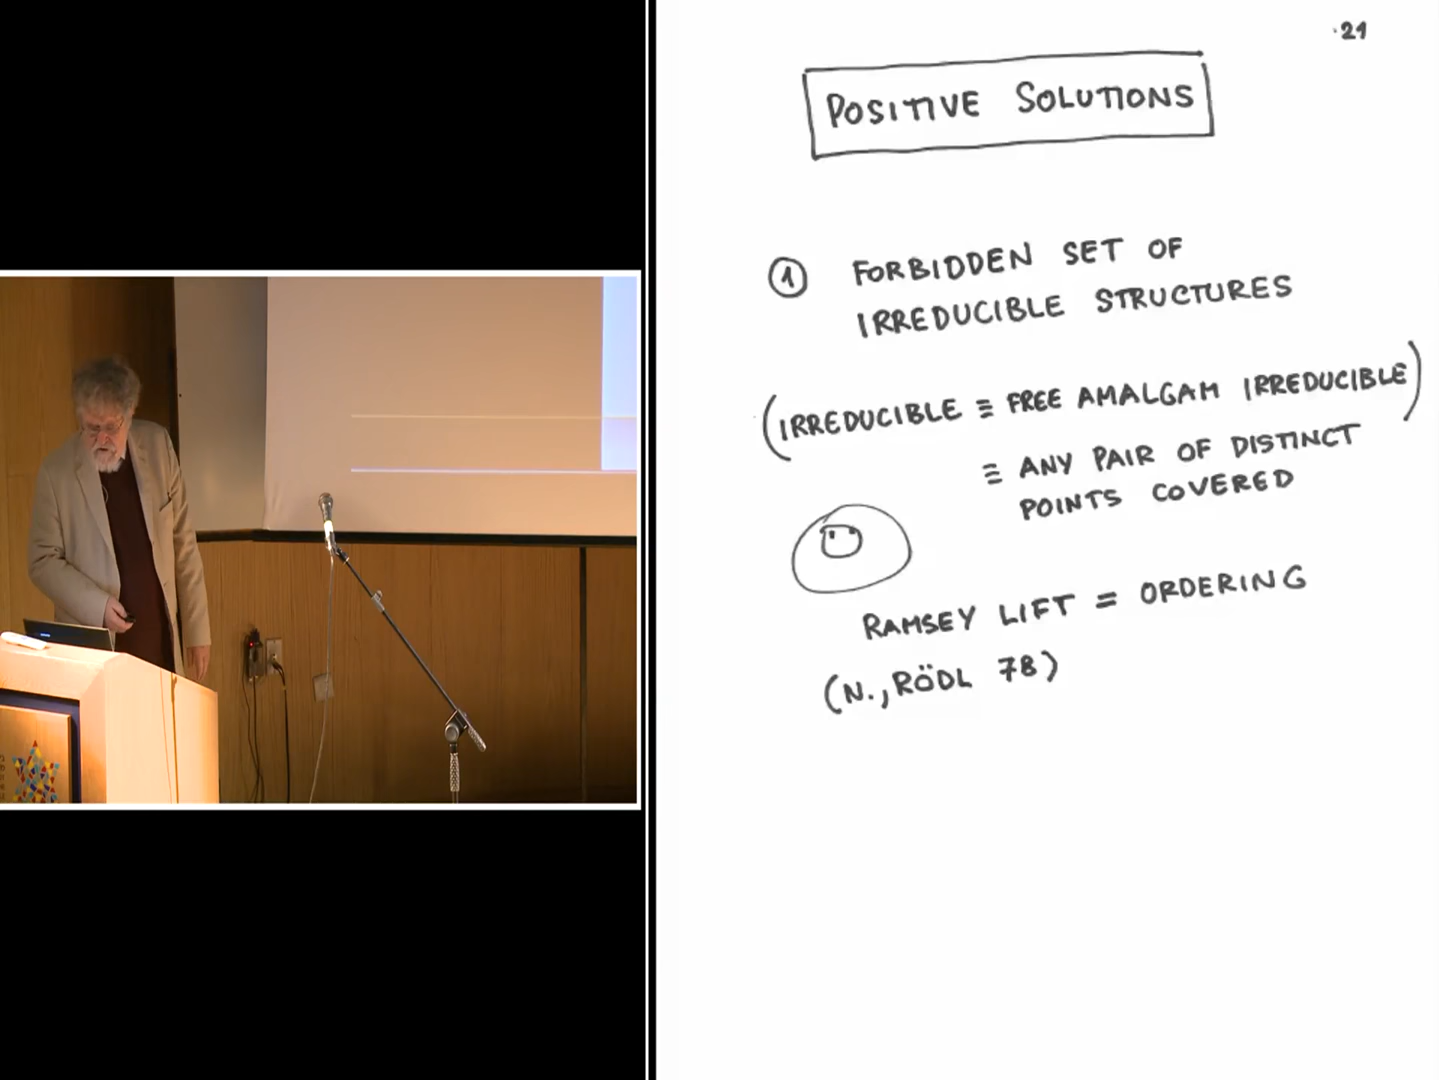 ·21
POSITIVE SOLUTIONS
1 FORBIDDEN SET OF
IRREDUCIBLE STRUCTURES
(IRREDUCIBLE ≡ FREE AMALGAM IRREDUCIBLE)
≡ ANY PAIR OF DISTINCT
POINTS COVERED
RAMSEY LIFT = ORDERING
(N., RÖDL 78)